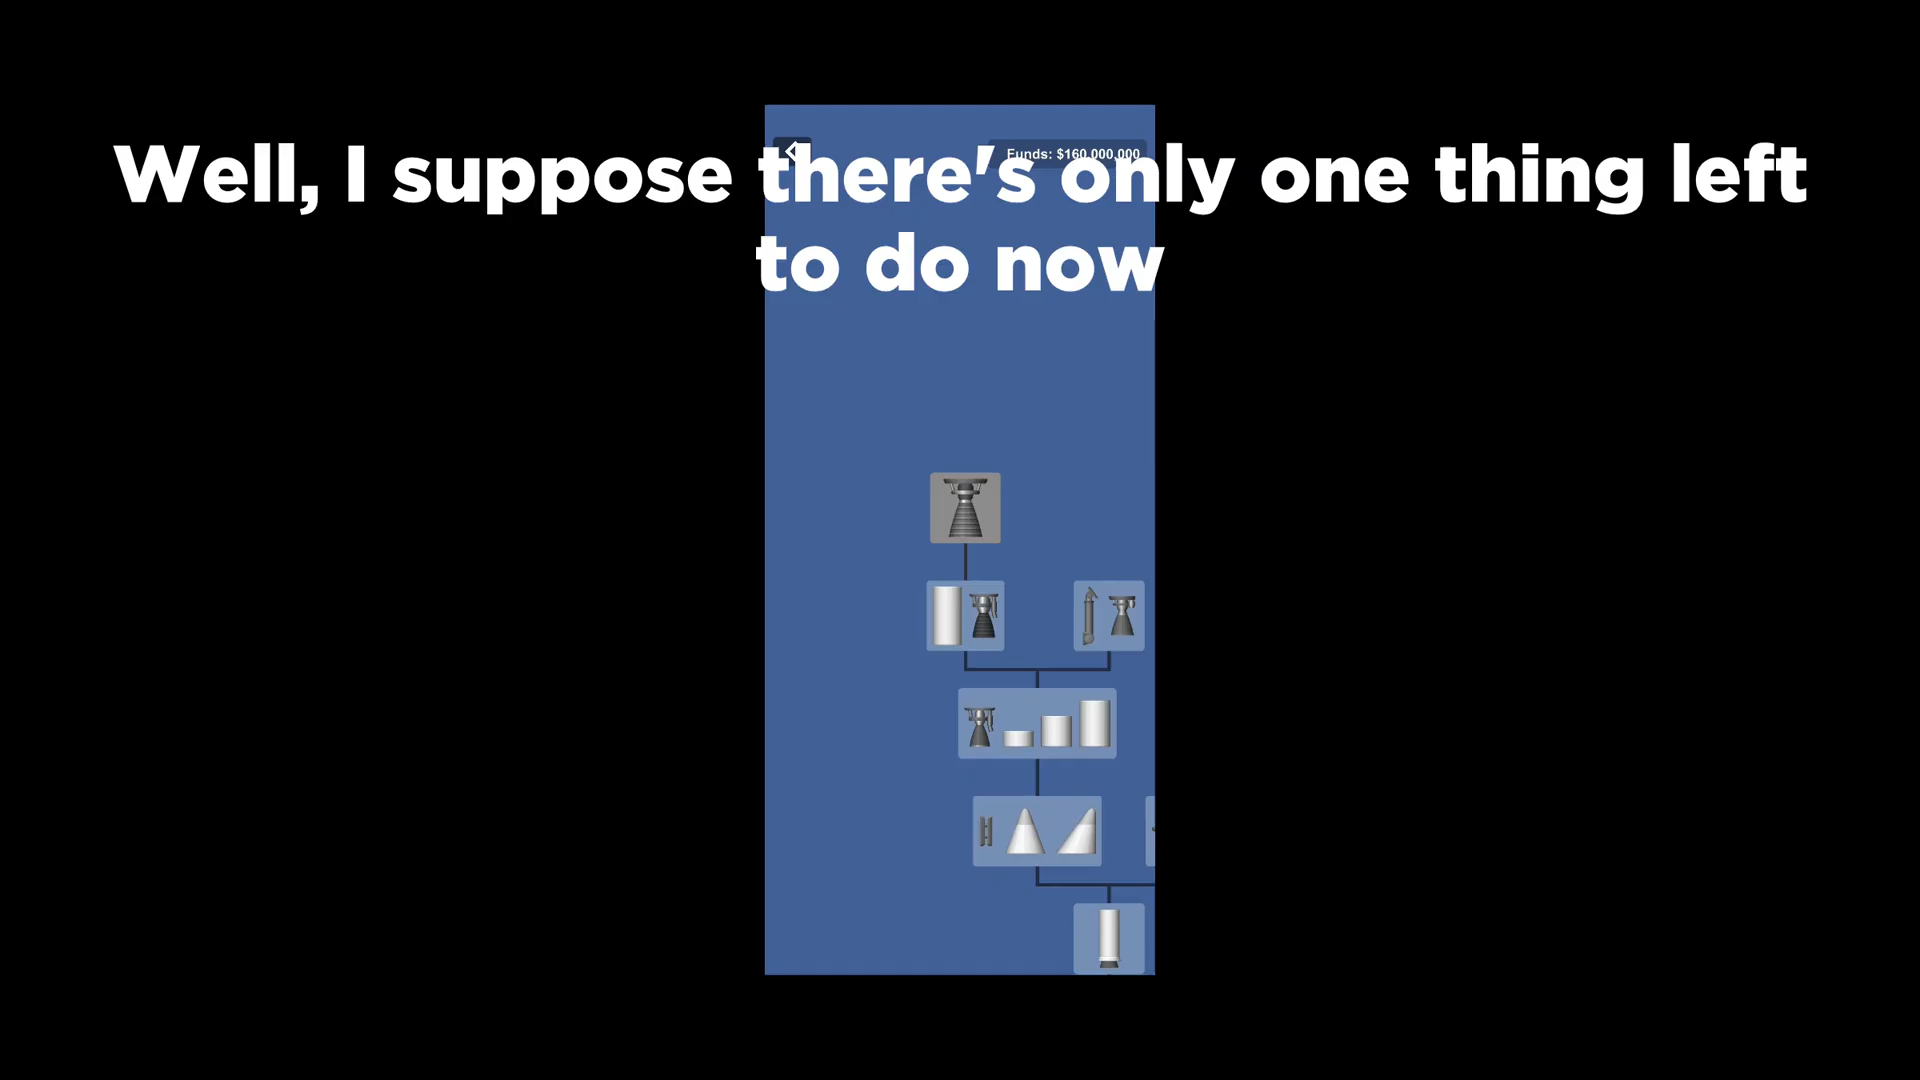 Funds: $160,000,000
Well, I suppose there's only one thing left
to do now